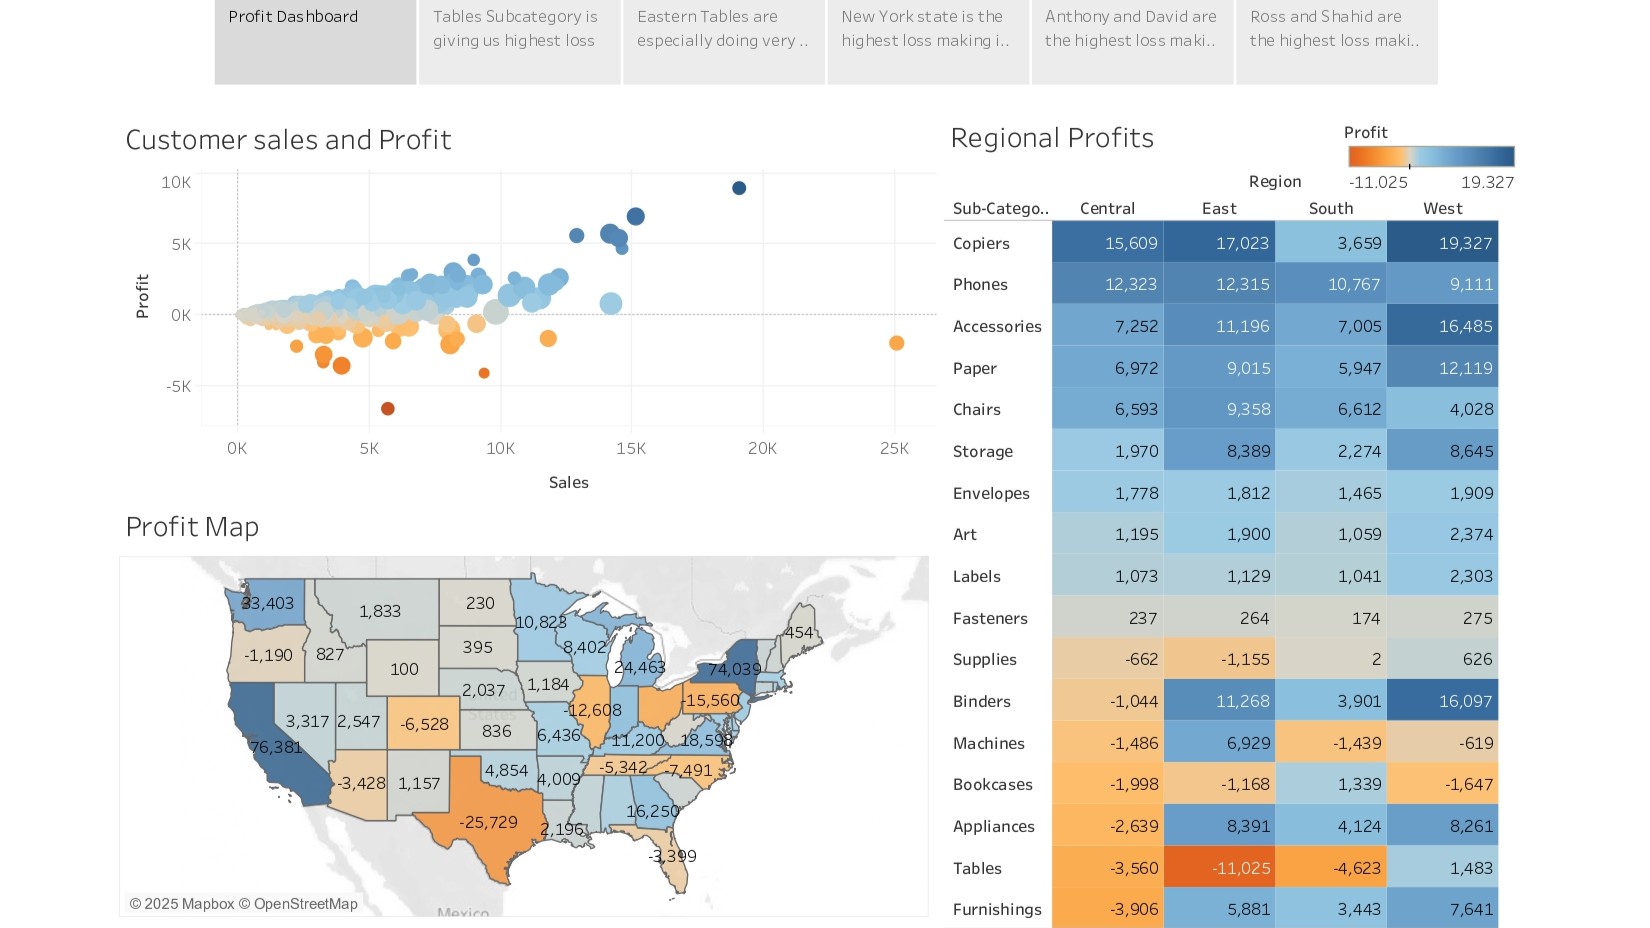 Profit Dashboard
Tables Subcategory is
giving us highest loss
Eastern Tables are
especially doing very ..
New York state is the
highest loss making i..
Anthony and David are
the highest loss maki..
Ross and Shahid are
the highest loss maki..
Customer sales and Profit
10K
5K
0K
-5K
Profit
0K 5K 10K 15K 20K 25K
Sales
Profit Map
33,403
1,833
230
10,823
454
-1,190
827
395
8,402
24,463
74,039
100
2,037
1,184
-15,560
3,317
2,547
-6,528
836
-12,608
76,381
6,436
11,200
18,598
-3,428
1,157
4,854
4,009
-5,342
-7,491
-25,729
2,196
16,250
-3,399
Mexico
© 2025 Mapbox © OpenStreetMap
Regional Profits
Profit
-11,025 19,327
Region
Sub-Catego.. Central East South West
Copiers 15,609 17,023 3,659 19,327
Phones 12,323 12,315 10,767 9,111
Accessories 7,252 11,196 7,005 16,485
Paper 6,972 9,015 5,947 12,119
Chairs 6,593 9,358 6,612 4,028
Storage 1,970 8,389 2,274 8,645
Envelopes 1,778 1,812 1,465 1,909
Art 1,195 1,900 1,059 2,374
Labels 1,073 1,129 1,041 2,303
Fasteners 237 264 174 275
Supplies -662 -1,155 2 626
Binders -1,044 11,268 3,901 16,097
Machines -1,486 6,929 -1,439 -619
Bookcases -1,998 -1,168 1,339 -1,647
Appliances -2,639 8,391 4,124 8,261
Tables -3,560 -11,025 -4,623 1,483
Furnishings -3,906 5,881 3,443 7,641